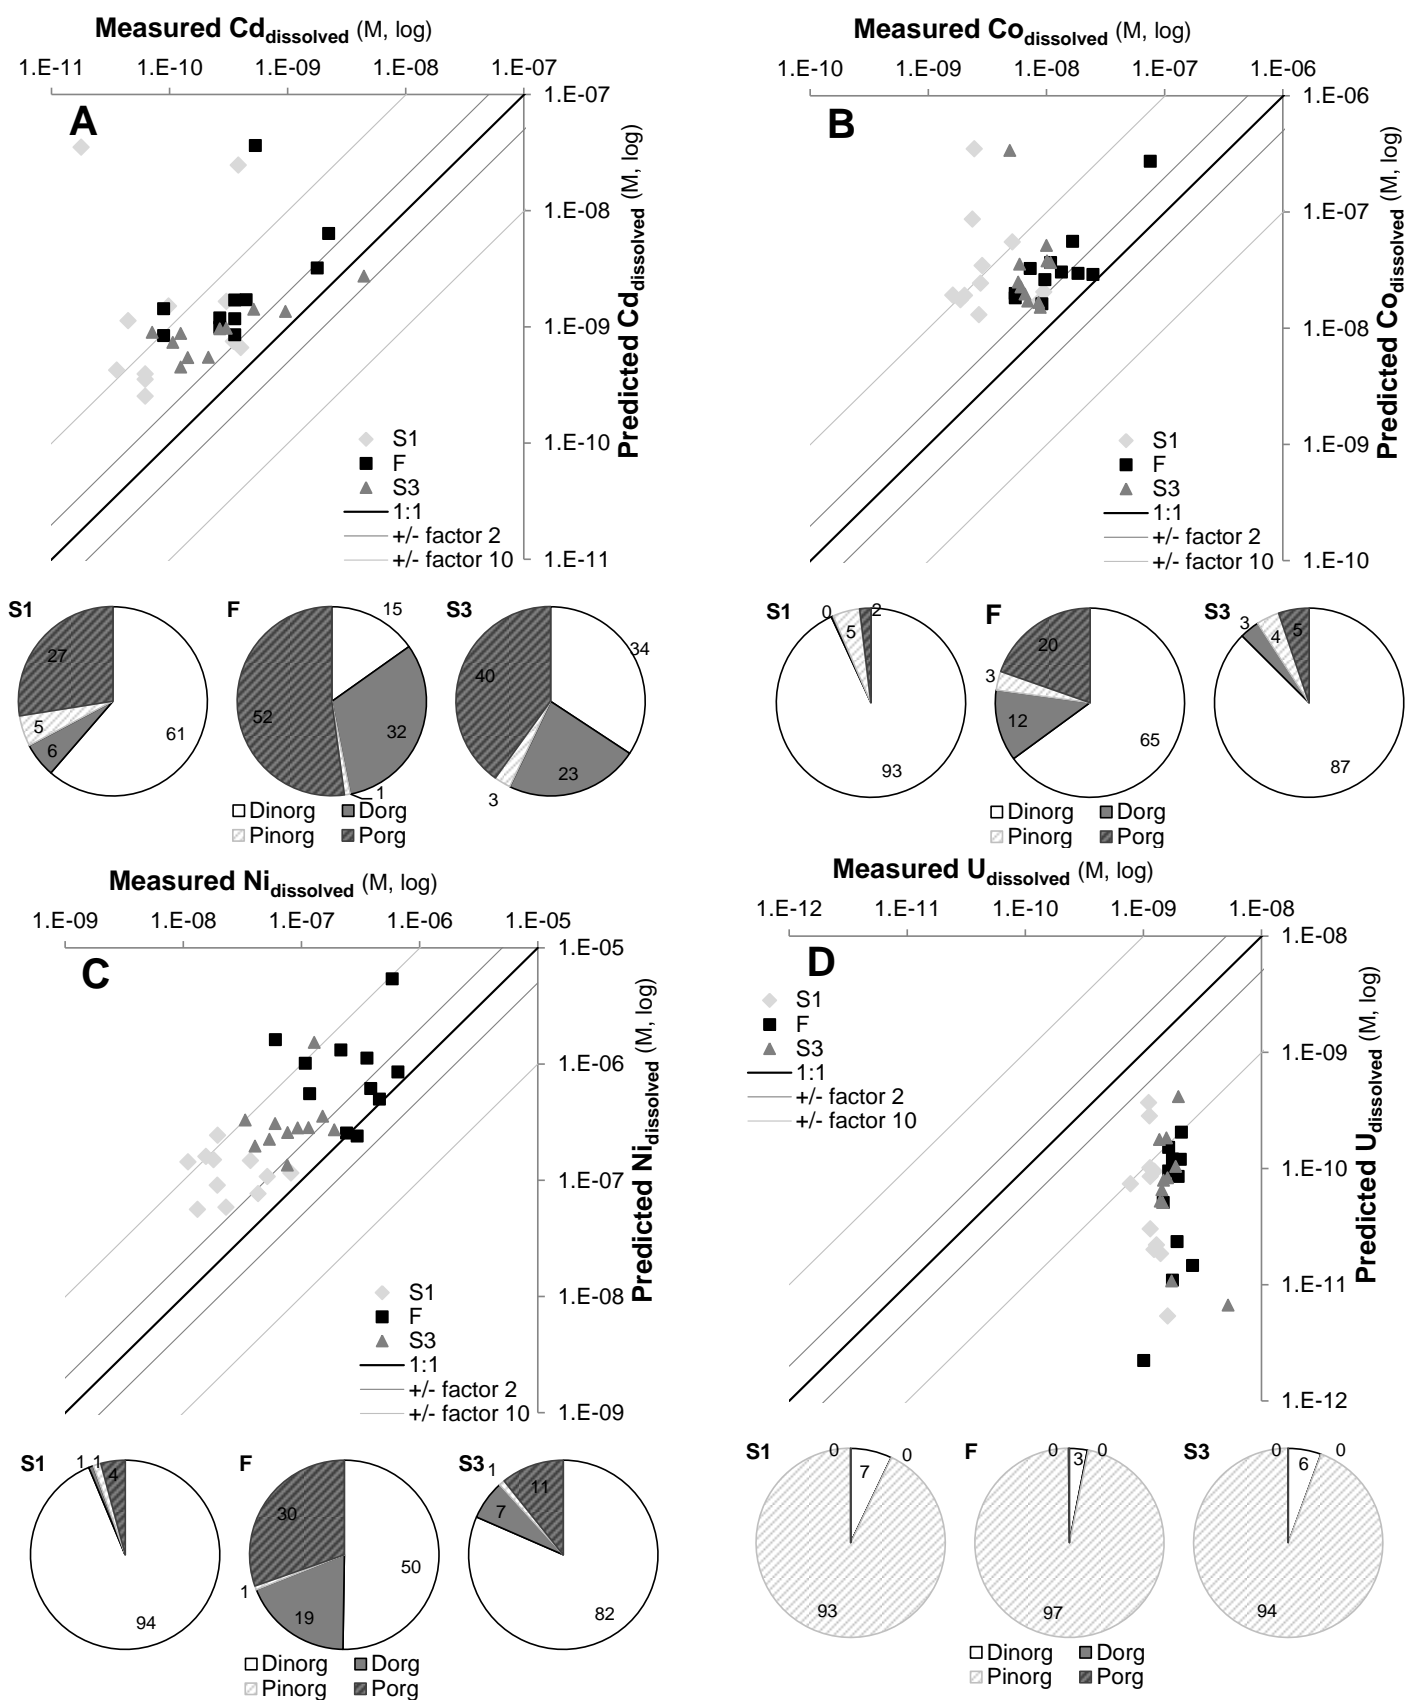 Measured Cd dissolved (M, log)
1.E-11 1.E-10 1.E-09 1.E-08 1.E-07
A
1.E-07
1.E-08
1.E-09
1.E-10
1.E-11
Predicted Cd dissolved (M, log)
S1
F
S3
1:1
+/- factor 2
+/- factor 10
S1
27
5
6
61
F
15
52
32
1
S3
34
40
23
3
Dinorg Dorg
Pinorg Porg
Measured Co dissolved (M, log)
1.E-10 1.E-09 1.E-08 1.E-07 1.E-06
B
1.E-06
1.E-07
1.E-08
1.E-09
1.E-10
Predicted Co dissolved (M, log)
S1
F
S3
1:1
+/- factor 2
+/- factor 10
S1
0
5
2
93
F
20
3
12
65
S3
3
4
5
87
Dinorg Dorg
Pinorg Porg
Measured Ni dissolved (M, log)
1.E-09 1.E-08 1.E-07 1.E-06 1.E-05
C
1.E-05
1.E-06
1.E-07
1.E-08
1.E-09
Predicted Ni dissolved (M, log)
S1
F
S3
1:1
+/- factor 2
+/- factor 10
S1
1
1
4
94
F
30
50
1
19
S3
1
11
7
82
Dinorg Dorg
Pinorg Porg
Measured U dissolved (M, log)
1.E-12 1.E-11 1.E-10 1.E-09 1.E-08
D
1.E-08
1.E-09
1.E-10
1.E-11
1.E-12
Predicted U dissolved (M, log)
S1
F
S3
1:1
+/- factor 2
+/- factor 10
S1
0
0
7
93
F
0
0
3
97
S3
0
0
6
94
Dinorg Dorg
Pinorg Porg